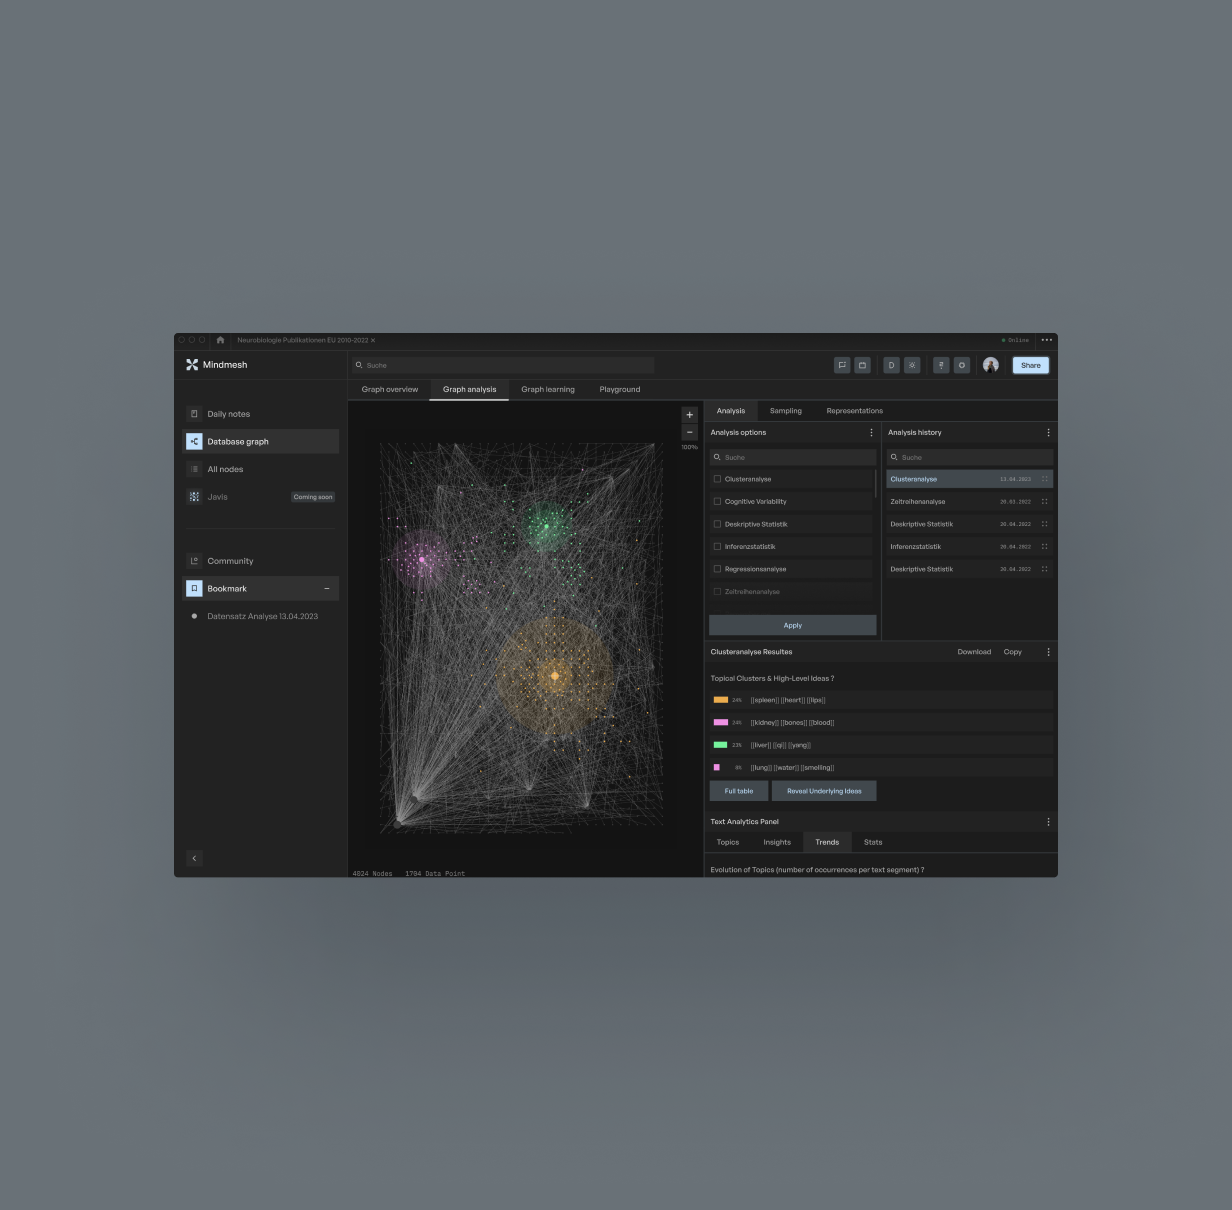 Neurobiologie Publikationen EU 2010-2022 ×
Online
Mindmesh
Suche
Share
Graph overview
Graph analysis
Graph learning
Playground
Daily notes
Database graph
All nodes
Javis
Coming soon
Community
Bookmark
Datensatz Analyse 13.04.2023
100%
4024 Nodes 1704 Data Point
Analysis
Sampling
Representations
Analysis options
Suche
Clusteranalyse
Cognitive Variability
Deskriptive Statistik
Inferenzstatistik
Regressionsanalyse
Zeitreihenanalyse
Apply
Analysis history
Suche
Clusteranalyse 13.04.2023
Zeitreihenanalyse 20.03.2022
Deskriptive Statistik 20.04.2022
Inferenzstatistik 20.04.2022
Deskriptive Statistik 20.04.2022
Clusteranalyse Resultes
Download
Copy
Topical Clusters & High-Level Ideas ?
24% [[spleen]] [[heart]] [[lips]]
24% [[kidney]] [[bones]] [[blood]]
23% [[liver]] [[qi]] [[yang]]
8% [[lung]] [[water]] [[smelling]]
Full table
Reveal Underlying Ideas
Text Analytics Panel
Topics
Insights
Trends
Stats
Evolution of Topics (number of occurrences per text segment) ?